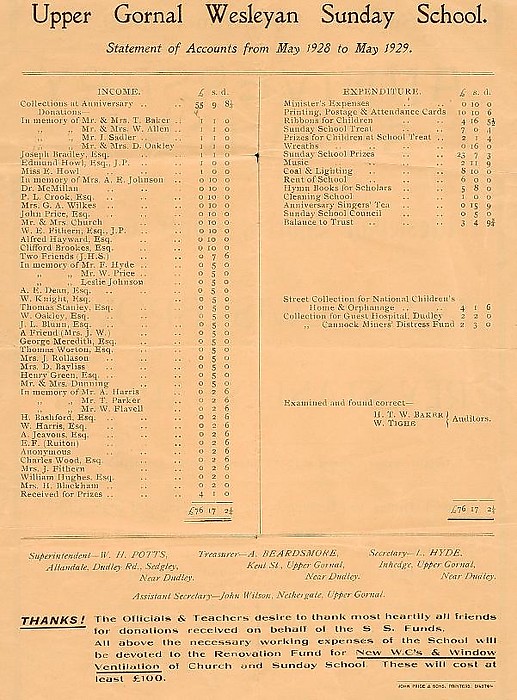 Upper Gornal Wesleyan Sunday School.
Statement of Accounts from May 1928 to May 1929.
INCOME. £ s. d.
Collections at Anniversary .. .. 55 9 8½
Donations—
In memory of Mr. & Mrs. T. Baker .. 1 1 0
„ „ Mr. & Mrs. W. Allen .. 1 1 0
„ „ Mr. J. Sadler .. .. 1 1 0
„ „ Mr. & Mrs. D. Oakley 1 1 0
Joseph Bradley, Esq. .. .. 1 1 0
Edmund Howl, Esq., J.P. .. .. 1 1 0
Miss E. Howl .. .. 1 1 0
In memory of Mrs. A. E. Johnson .. 0 10 0
Dr. McMillan .. .. 0 10 0
P. L. Crook, Esq. .. .. 0 10 0
Mrs. G. A. Wilkes .. .. 0 10 0
John Price, Esq. .. .. 0 10 0
Mr. & Mrs. Church .. .. 0 10 0
W. E. Fithern, Esq., J.P. .. .. 0 10 0
Alfred Hayward, Esq. .. .. 0 10 0
Clifford Brookes, Esq. .. .. 0 10 0
Two Friends (J.H.S.) .. .. 0 7 6
In memory of Mr. F. Hyde .. .. 0 5 0
„ „ Mr. W. Price .. .. 0 5 0
„ „ Leslie Johnson .. 0 5 0
A. E. Dean, Esq. .. .. 0 5 0
W. Knight, Esq. .. .. 0 5 0
Thomas Stanley, Esq. .. .. 0 5 0
W. Oakley, Esq. .. .. 0 5 0
J. L. Blunn, Esq. .. .. 0 5 0
A Friend (Mrs. J. W.) .. .. 0 5 0
George Meredith, Esq. .. .. 0 5 0
Thomas Worton, Esq. .. .. 0 5 0
Mrs. J. Rollason .. .. 0 5 0
Mrs. D. Bayliss .. .. 0 5 0
Henry Green, Esq. .. .. 0 5 0
Mr. & Mrs. Dunning .. .. 0 5 0
In memory of Mr. A. Harris .. 0 2 6
„ „ Mr. T. Parker .. 0 2 6
„ „ Mr. W. Flavell .. 0 2 6
H. Bashford, Esq. .. .. 0 2 6
W. Harris, Esq. .. .. 0 2 6
A. Jeavons, Esq. .. .. 0 2 6
E.F. (Ruiton) .. .. 0 2 6
Anonymous .. .. 0 2 6
Charles Wood, Esq. .. .. 0 2 6
Mrs. J. Fithern .. .. 0 2 6
William Hughes, Esq. .. .. 0 2 6
Mrs. H. Blackham .. .. 0 2 0
Received for Prizes .. .. 4 1 0
£76 17 2½
EXPENDITURE. £ s. d.
Minister's Expenses .. .. 0 10 0
Printing, Postage & Attendance Cards 10 10 6
Ribbons for Children .. .. 4 16 5½
Sunday School Treat .. .. 7 0 4
Prizes for Children at School Treat .. 2 1 4
Wreaths .. .. 0 16 0
Sunday School Prizes .. .. 23 7 3
Music .. .. 2 11 9
Coal & Lighting .. .. 8 0 0
Rent of School .. .. 6 0 0
Hymn Books for Scholars .. .. 5 8 0
Cleaning School .. .. 1 0 0
Anniversary Singers' Tea .. .. 0 15 9
Sunday School Council .. .. 0 5 0
Balance to Trust .. .. 3 4 9¼
Street Collection for National Children's
Home & Orphanage .. .. 4 1 6
Collection for Guest Hospital, Dudley 2 2 0
„ Cannock Miners' Distress Fund 2 3 0
Examined and found correct—
H. T. W. BAKER
W. TIGHE } Auditors.
£76 17 2½
Superintendent—W. H. POTTS, Treasurer—A. BEARDSMORE, Secretary—L. HYDE,
Allandale, Dudley Rd., Sedgley, Kent St., Upper Gornal, Inhedge, Upper Gornal,
Near Dudley. Near Dudley. Near Dudley.
Assistant Secretary—John Wilson, Nethergate, Upper Gornal.
THANKS! The Officials & Teachers desire to thank most heartily all friends
for donations received on behalf of the S. S. Funds.
All above the necessary working expenses of the School will
be devoted to the Renovation Fund for New W.C's & Window
Ventilation of Church and Sunday School. These will cost at
least £100.
JOHN PRICE & SONS, PRINTERS,